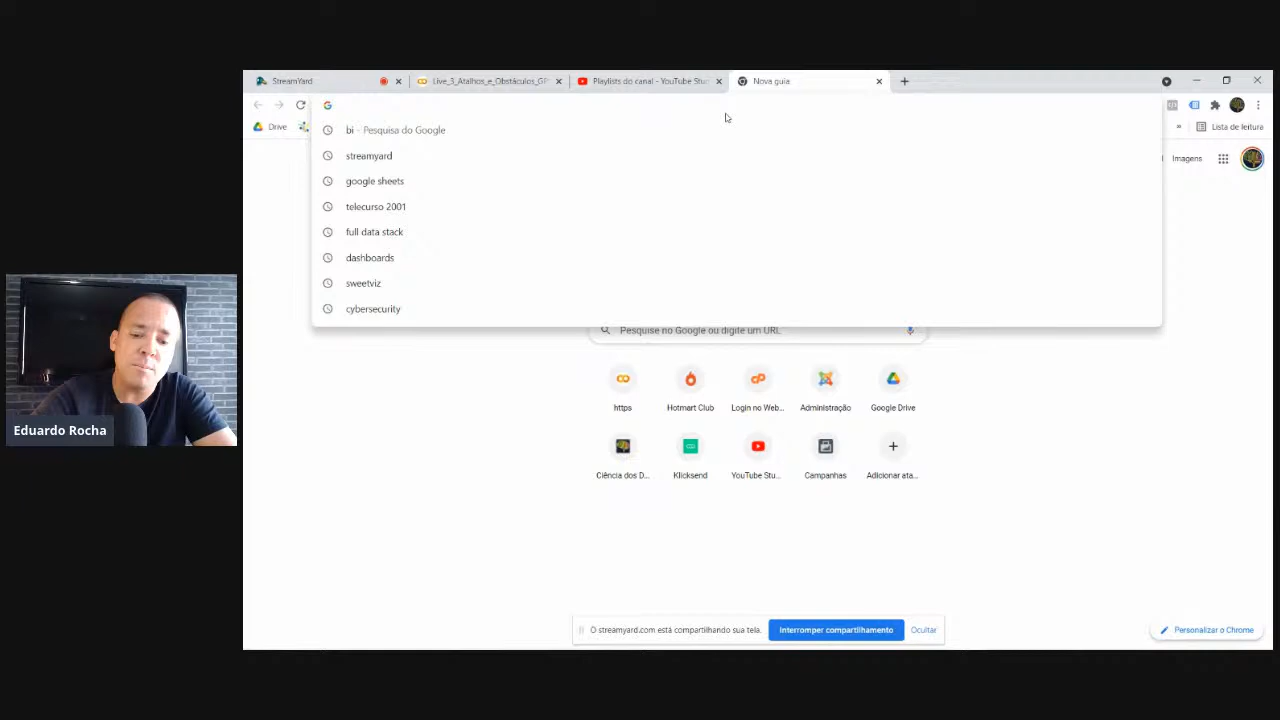 StreamYard
Live_3_Atalhos_e_Obstáculos_GP
Playlists do canal - YouTube Stu
Nova guia
Drive
Lista de leitura
bi - Pesquisa do Google
Imagens
streamyard
google sheets
telecurso 2001
full data stack
dashboards
sweetviz
cybersecurity
Pesquise no Google ou digite um URL
https
Hotmart Club
Login no Web...
Administração
Google Drive
Eduardo Rocha
Ciência dos D...
Klicksend
YouTube Stu...
Campanhas
Adicionar ata...
O streamyard.com está compartilhando sua tela.
Interromper compartilhamento
Ocultar
Personalizar o Chrome